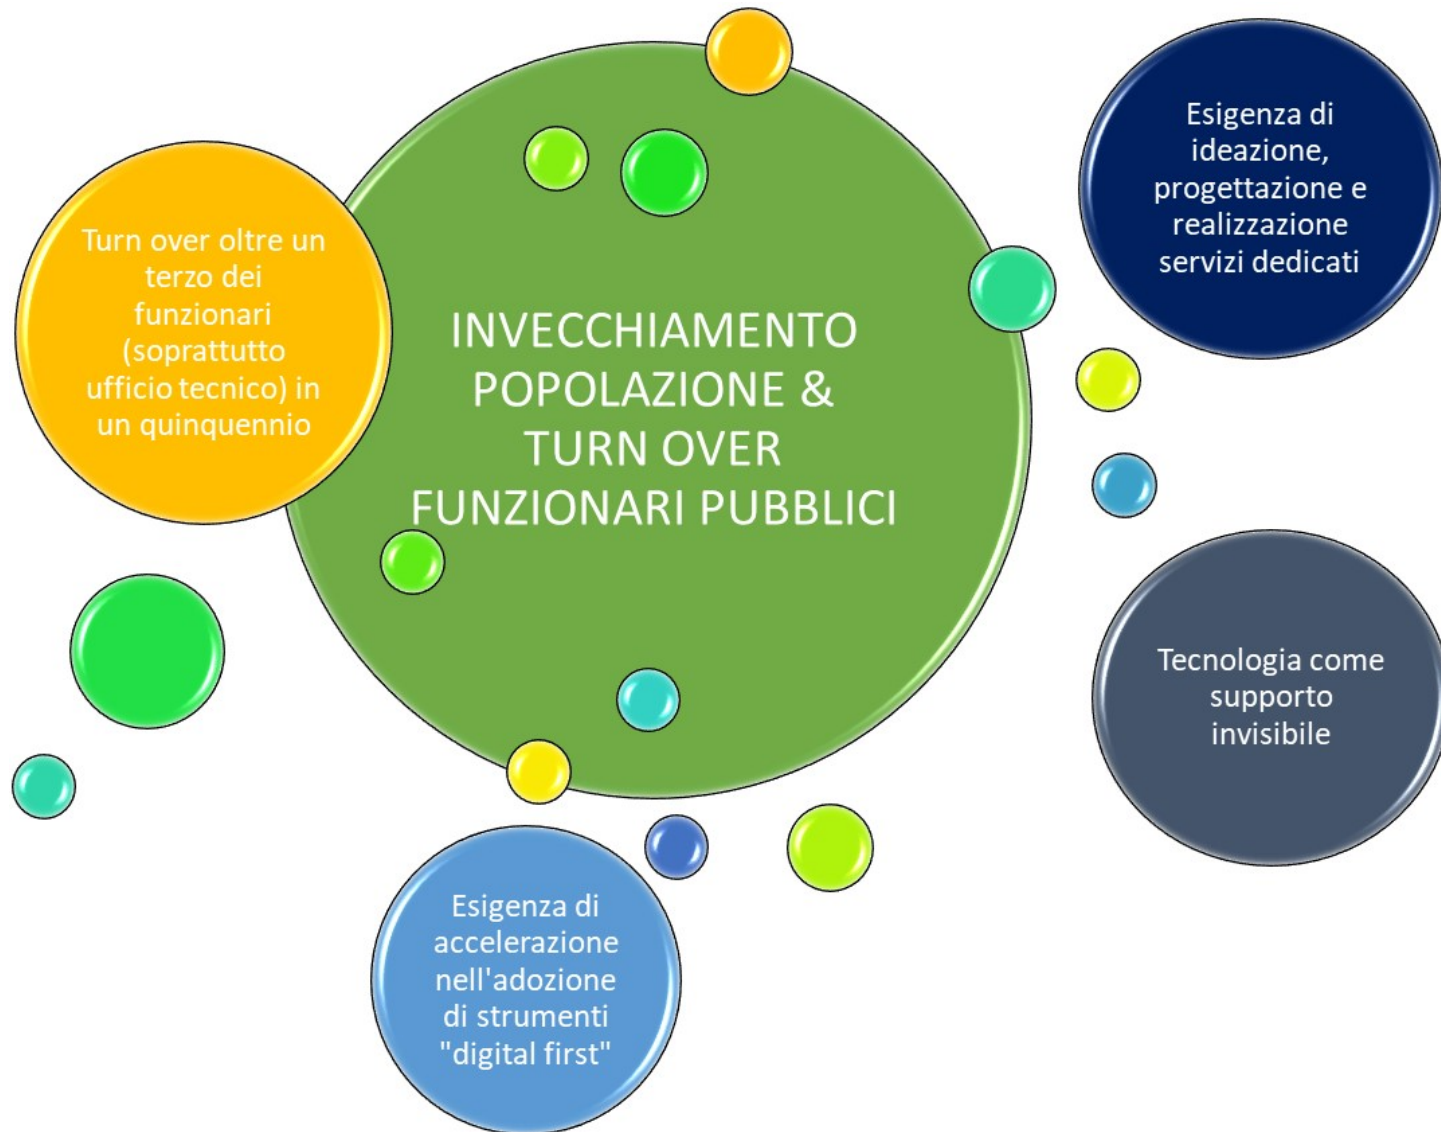 Turn over oltre un
terzo dei
funzionari
(soprattutto
ufficio tecnico) in
un quinquennio
INVECCHIAMENTO
POPOLAZIONE &
TURN OVER
FUNZIONARI PUBBLICI
Esigenza di
ideazione,
progettazione e
realizzazione
servizi dedicati
Tecnologia come
supporto
invisibile
Esigenza di
accelerazione
nell'adozione
di strumenti
"digital first"